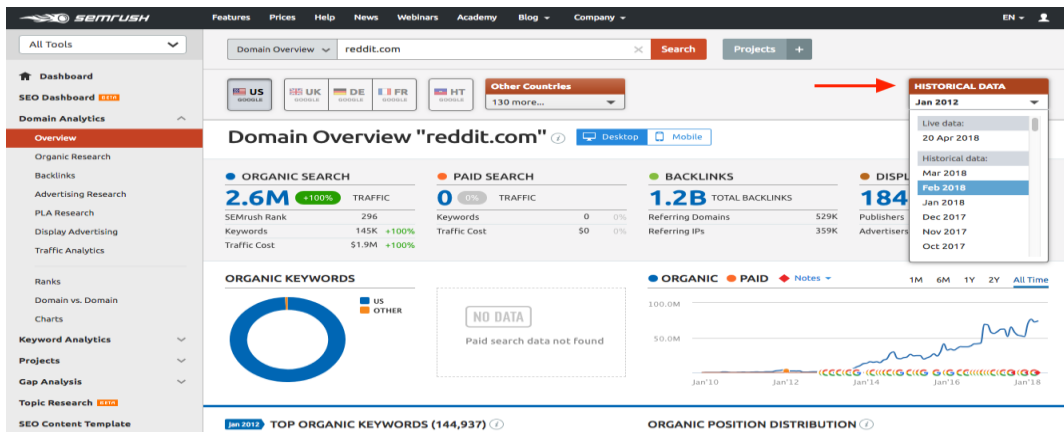 semrush
Features Prices Help News Webinars Academy Blog Company EN
All Tools
Domain Overview reddit.com Search Projects +
Dashboard
SEO Dashboard BETA
Domain Analytics
Overview
Organic Research
Backlinks
Advertising Research
PLA Research
Display Advertising
Traffic Analytics
Ranks
Domain vs. Domain
Charts
Keyword Analytics
Projects
Gap Analysis
Topic Research BETA
SEO Content Template
US GOOGLE
UK GOOGLE
DE GOOGLE
FR GOOGLE
HT GOOGLE
Other Countries
130 more...
HISTORICAL DATA
Jan 2012
Live data:
20 Apr 2018
Historical data:
Mar 2018
Feb 2018
Jan 2018
Dec 2017
Nov 2017
Oct 2017
Domain Overview "reddit.com" i Desktop Mobile
ORGANIC SEARCH
2.6M +100% TRAFFIC
SEMrush Rank 296
Keywords 145K +100%
Traffic Cost $1.9M +100%
PAID SEARCH
0 0% TRAFFIC
Keywords 0 0%
Traffic Cost $0 0%
BACKLINKS
1.2B TOTAL BACKLINKS
Referring Domains 529K
Referring IPs 359K
DISPL
184
Publishers
Advertisers
ORGANIC KEYWORDS
US
OTHER
NO DATA
Paid search data not found
ORGANIC PAID Notes 1M 6M 1Y 2Y All Time
100.0M
50.0M
Jan'10 Jan'12 Jan'14 Jan'16 Jan'18
Jan 2012 TOP ORGANIC KEYWORDS (144,937) i
ORGANIC POSITION DISTRIBUTION i